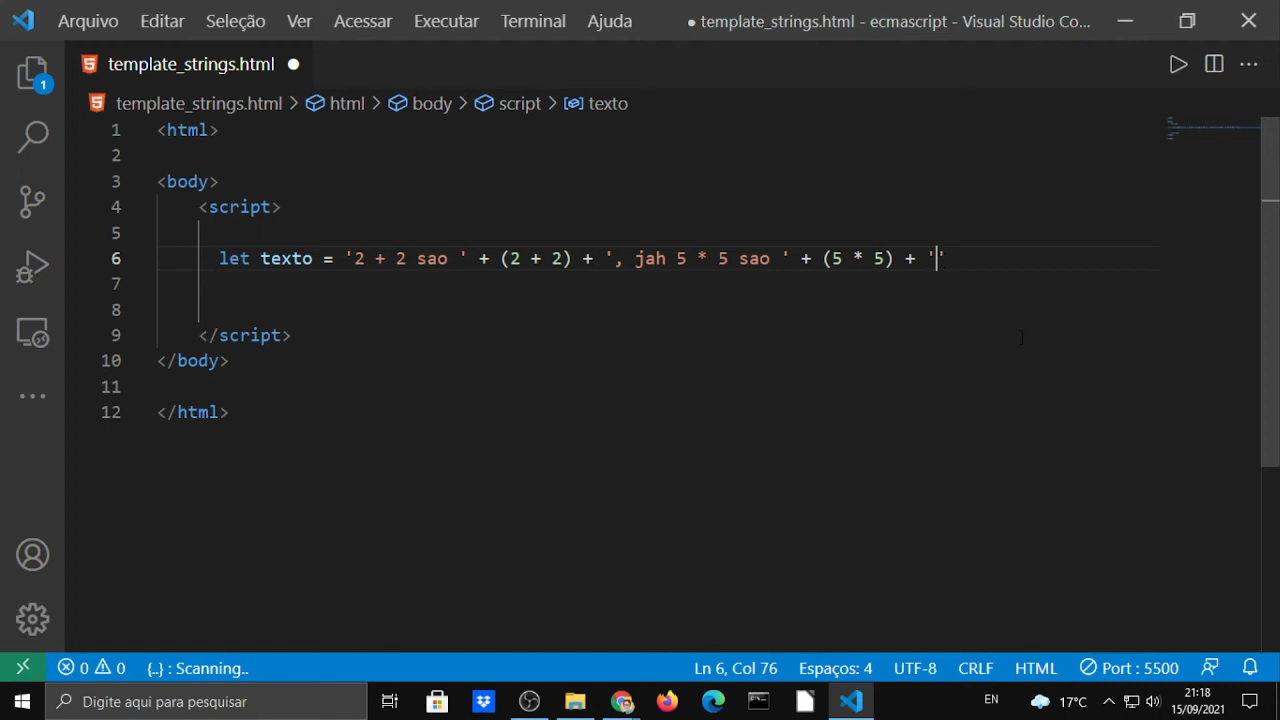 Arquivo Editar Seleção Ver Acessar Executar Terminal Ajuda ● template_strings.html - ecmascript - Visual Studio Co...
template_strings.html
1
template_strings.html > html > body > script > texto
1 <html>
2
3 <body>
4 <script>
5
6 let texto = '2 + 2 sao ' + (2 + 2) + ', jah 5 * 5 sao ' + (5 * 5) + ''
7
8
9 </script>
10 </body>
11
12 </html>
0 0 {..} : Scanning.. Ln 6, Col 76 Espaços: 4 UTF-8 CRLF HTML Port : 5500
Digite aqui para pesquisar EN 17°C 21:18
15/09/2021